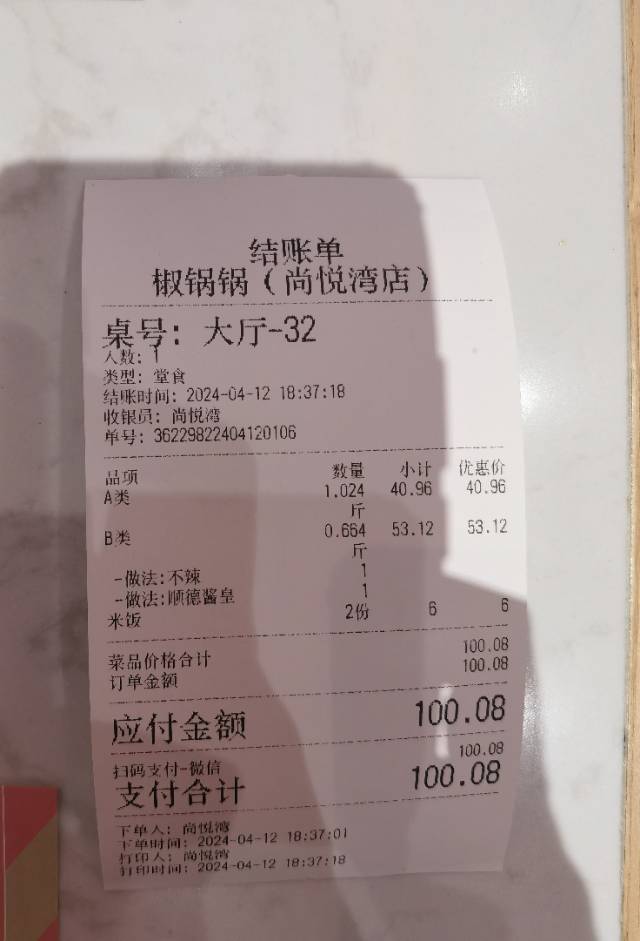 结账单
椒锅锅（尚悦湾店）
桌号: 大厅-32
人数: 1
类型: 堂食
结账时间: 2024-04-12 18:37:18
收银员: 尚悦湾
单号: 36229822404120106
品项 数量 小计 优惠价
A类 1.024 40.96 40.96
斤
B类 0.664 53.12 53.12
斤
-做法:不辣 1
-做法:顺德酱皇 1
米饭 2份 6 6
菜品价格合计 100.08
订单金额 100.08
应付金额 100.08
扫码支付-微信 100.08
支付合计 100.08
下单人: 尚悦湾
下单时间: 2024-04-12 18:37:01
打印人: 尚悦湾
打印时间: 2024-04-12 18:37:18